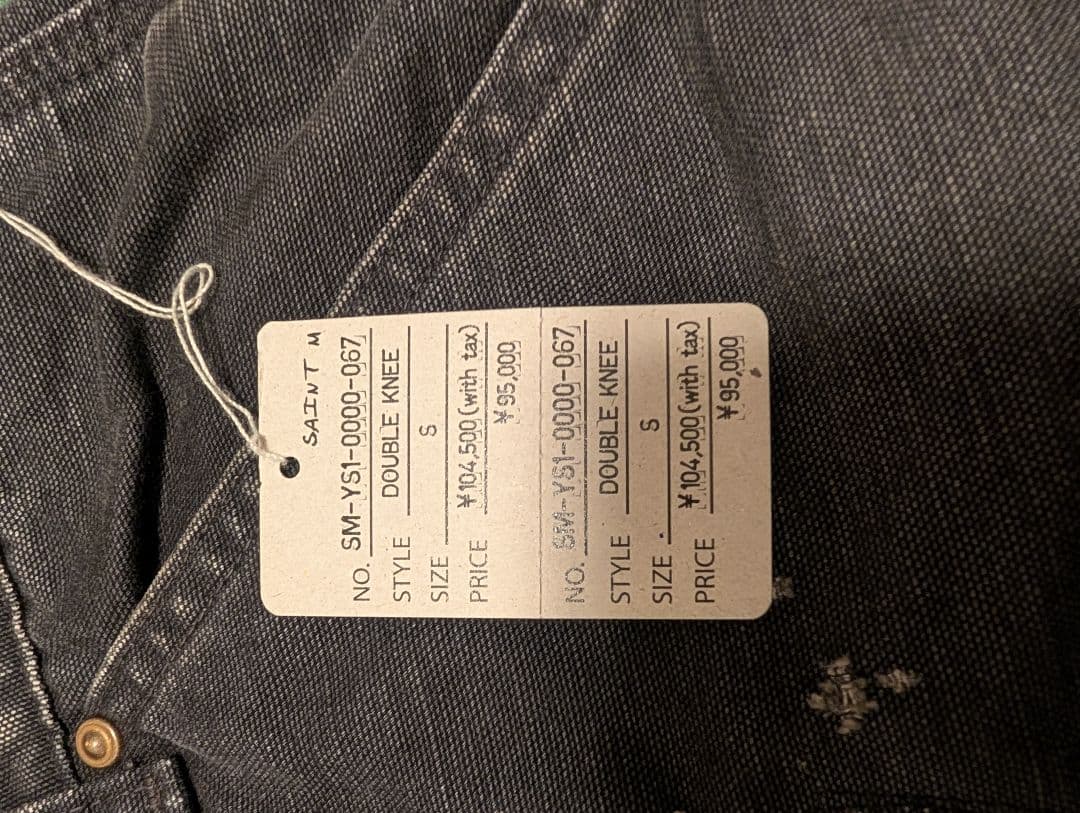 SAINT M
NO. SM-YS1-0000-067
STYLE DOUBLE KNEE
SIZE S
PRICE ¥104,500(with tax)
¥95,000
NO. SM-YS1-0000-067
STYLE DOUBLE KNEE
SIZE S
PRICE ¥104,500(with tax)
¥95,000